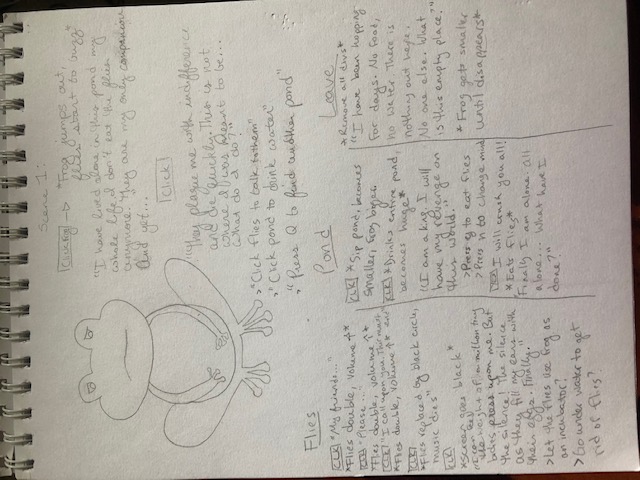 Scene 1:
Click Frog → *Frog jumps out,
flies start to buzz*
"I have lived alone in this pond my
whole life. I don't eat the flies
anymore. They are my only companions
And yet..."
Click
"They plague me with indifference
and die quickly. This is not
where I was meant to be...
What do I do?"
>"Click flies to talk to them"
>"Click pond to drink water"
>"Press Q to find another pond"
Flies
CLK "My friends..."
*Flies double, volume ↑*
CLK "Please..."
*Flies double, volume ↑*
CLK "I call upon you. This must
*Flies double, volume ↑* end"
CLK
*Flies replaced by black circle,
music dies*
CLK
*Screen goes black*
"I can feel
the weight of a million tiny
bodies press upon me. But
the silence! The silence
as they fill my ears with
their eggs. Finally."
> Let the flies use frog as
an incubator?
> Go under water to get
rid of flies?
Pond
CLK *Sip pond, becomes
smaller, frog bigger
CLK *Drinks entire pond,
becomes huge*
"I am a king. I will
have my revenge on
this world."
> Press y to eat flies
> Press n to change mind
I will crush you all!
*Eats flies*
Finally I am alone. all
alone... What have I
done?"
Leave
*Remove all divs*
"I have been hopping
for days. No food,
no water. There is
nothing out here.
No one else. What
is this empty place."
*Frog gets smaller
until disappears*